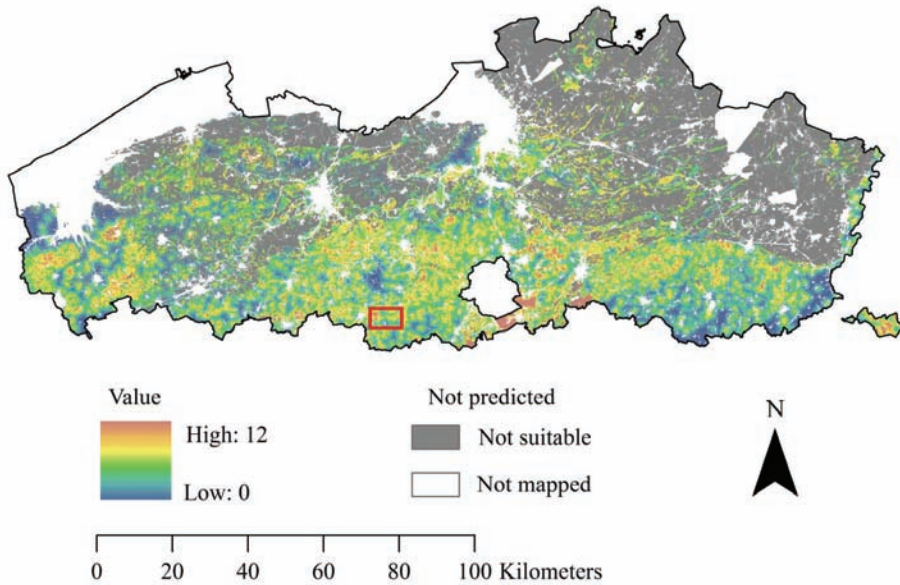 Value
High: 12
Low: 0
Not predicted
Not suitable
Not mapped
N
0 20 40 60 80 100 Kilometers